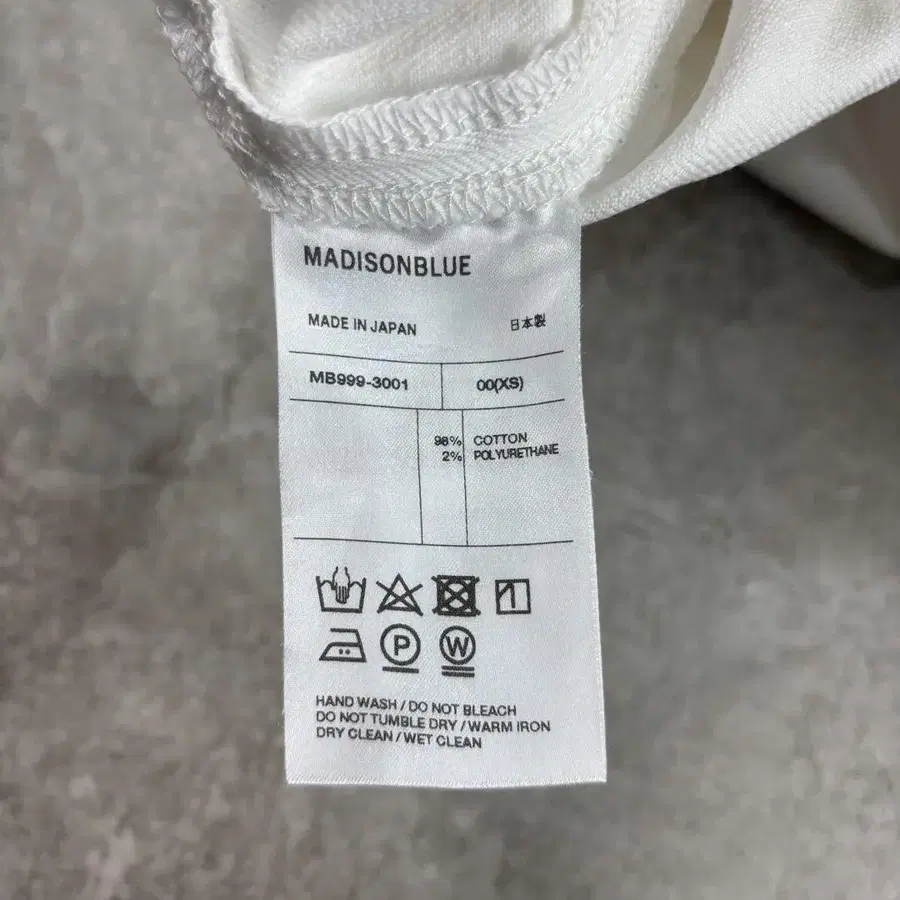 MADISONBLUE
MADE IN JAPAN 日本製
MB999-3001 00(XS)
98% COTTON
2% POLYURETHANE
P W
HAND WASH / DO NOT BLEACH
DO NOT TUMBLE DRY / WARM IRON
DRY CLEAN / WET CLEAN